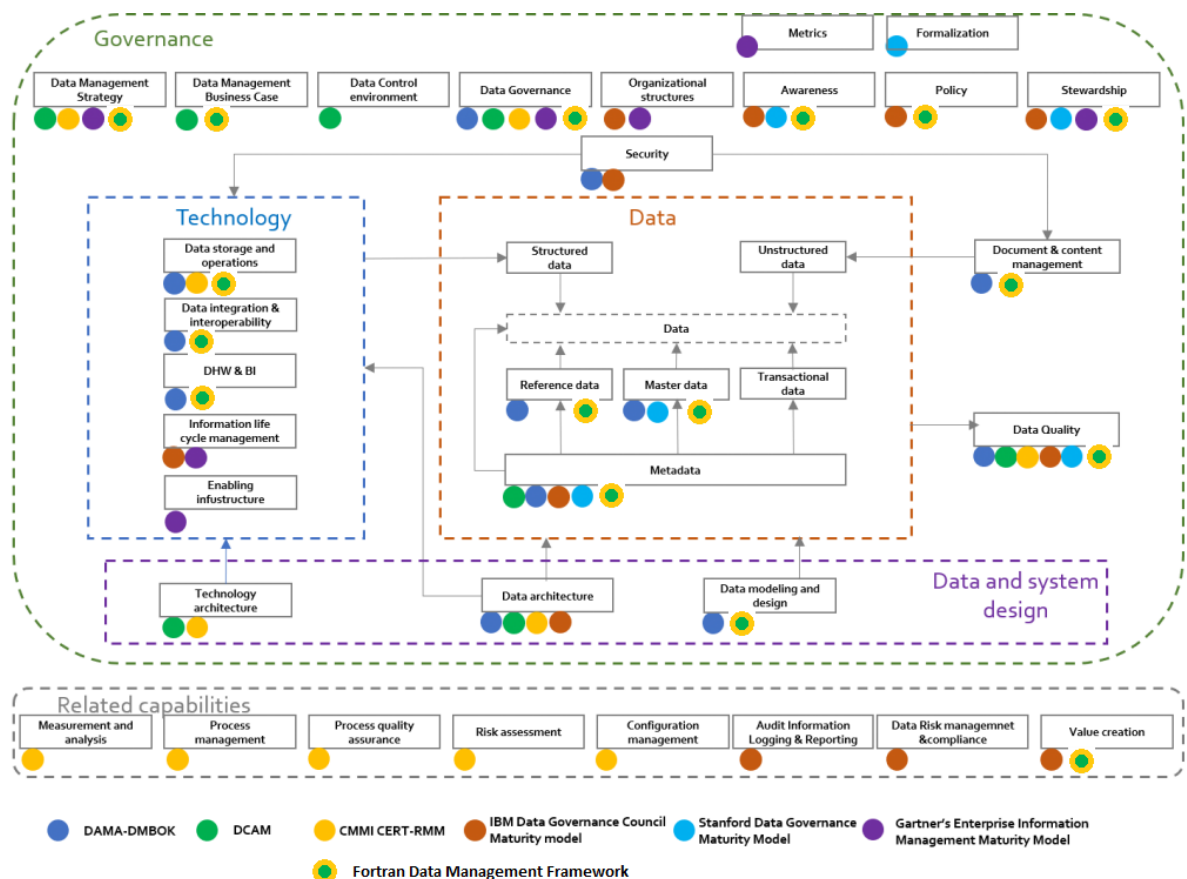 Governance
Metrics
Formalization
Data Management
Strategy
Data Management
Business Case
Data Control
environment
Data Governance
Organizational
structures
Awareness
Policy
Stewardship
Security
Technology
Data storage and
operations
Data integration &
interoperability
DHW & BI
Information life
cycle management
Enabling
infustructure
Data
Structured
data
Unstructured
data
Data
Reference data
Master data
Transactional
data
Metadata
Document & content
management
Data Quality
Technology
architecture
Data architecture
Data modeling and
design
Data and system
design
Related capabilities
Measurement and
analysis
Process
management
Process quality
assurance
Risk assessment
Configuration
management
Audit Information
Logging & Reporting
Data Risk managemnet
&compliance
Value creation
DAMA-DMBOK
DCAM
CMMI CERT-RMM
IBM Data Governance Council
Maturity model
Stanford Data Governance
Maturity Model
Gartner's Enterprise Information
Management Maturity Model
Fortran Data Management Framework